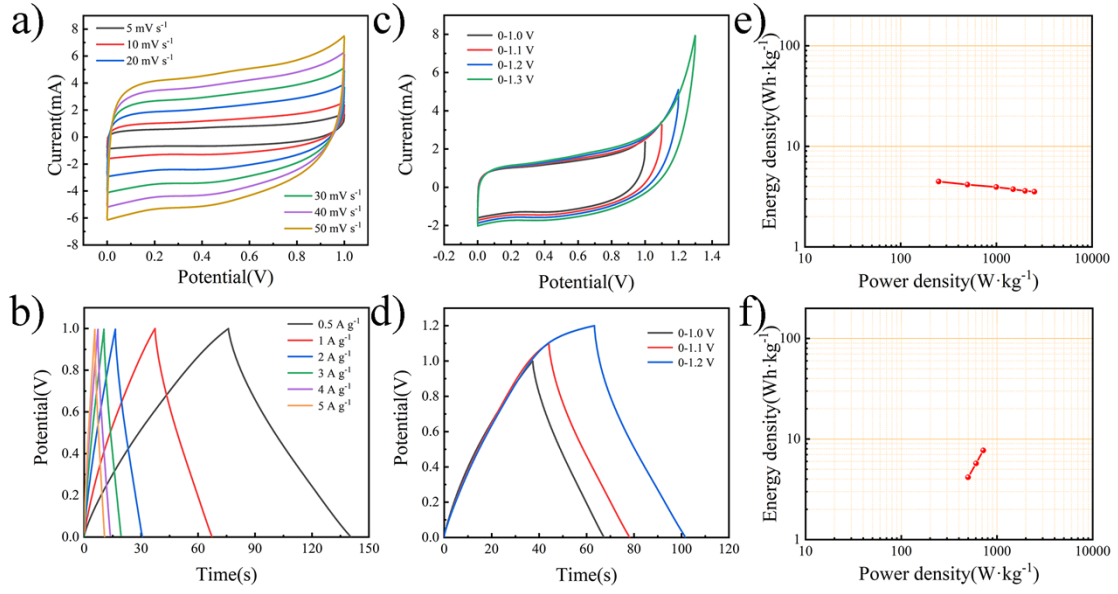 a)
Current(mA)
8
6
4
2
0
-2
-4
-6
-8
5 mV s⁻¹
10 mV s⁻¹
20 mV s⁻¹
30 mV s⁻¹
40 mV s⁻¹
50 mV s⁻¹
0.0 0.2 0.4 0.6 0.8 1.0
Potential(V)
c)
Current(mA)
8
6
4
2
0
-2
0-1.0 V
0-1.1 V
0-1.2 V
0-1.3 V
-0.2 0.0 0.2 0.4 0.6 0.8 1.0 1.2 1.4
Potential(V)
e)
Energy density(Wh·kg⁻¹)
100
10
1
10 100 1000 10000
Power density(W·kg⁻¹)
b)
Potential(V)
1.2
1.0
0.8
0.6
0.4
0.2
0.0
0.5 A g⁻¹
1 A g⁻¹
2 A g⁻¹
3 A g⁻¹
4 A g⁻¹
5 A g⁻¹
0 30 60 90 120 150
Time(s)
d)
Potential(V)
1.2
1.0
0.8
0.6
0.4
0.2
0.0
0-1.0 V
0-1.1 V
0-1.2 V
0 20 40 60 80 100 120
Time(s)
f)
Energy density(Wh·kg⁻¹)
100
10
1
10 100 1000 10000
Power density(W·kg⁻¹)